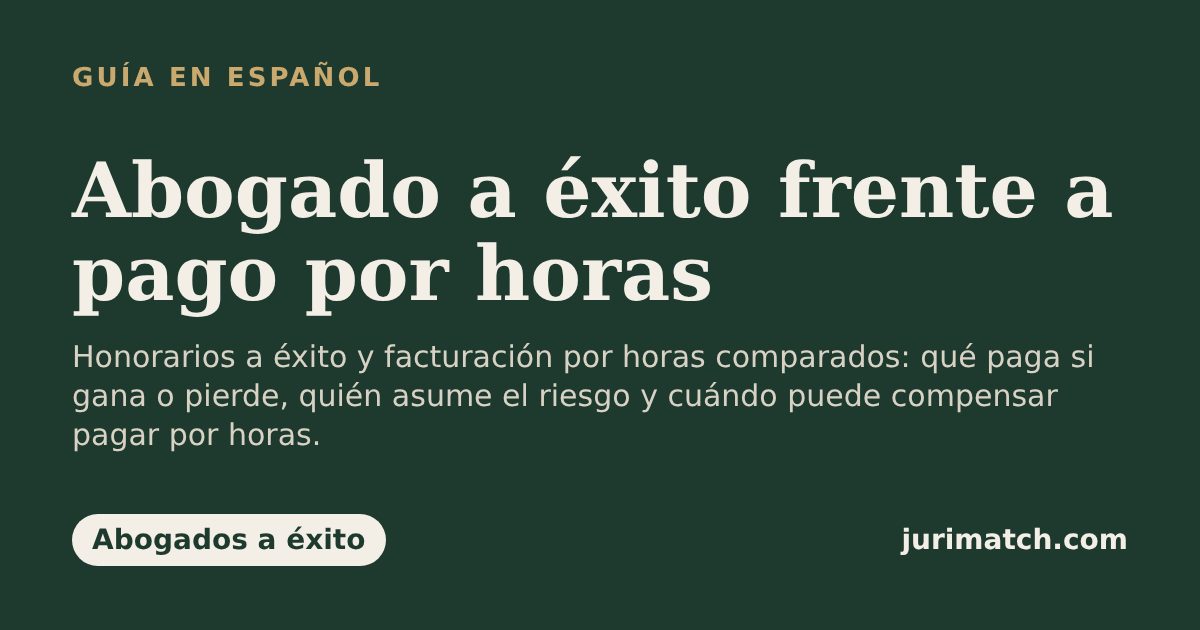 GUÍA EN ESPAÑOL
Abogado a éxito frente a
pago por horas
Honorarios a éxito y facturación por horas comparados: qué paga si
gana o pierde, quién asume el riesgo y cuándo puede compensar
pagar por horas.
Abogados a éxito
jurimatch.com